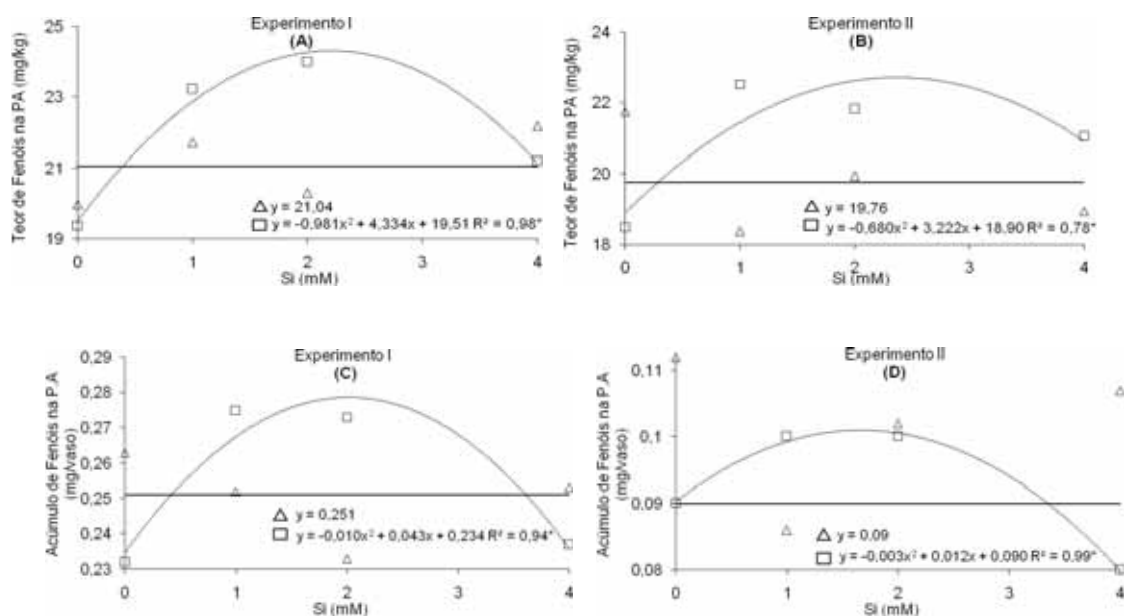 Experimento I
(A)
Teor de Fenóis na PA (mg/kg)
25
23
21
19
△ y = 21,04
□ y = -0,981x² + 4,334x + 19,51 R² = 0,98*
0 1 2 3 4
Si (mM)
Experimento II
(B)
Teor de Fenóis na PA (mg/kg)
24
22
20
18
△ y = 19,76
□ y = -0,680x² + 3,222x + 18,90 R² = 0,78*
0 1 2 3 4
Si (mM)
Experimento I
(C)
Acúmulo de Fenóis na P.A
(mg/vaso)
0,29
0,28
0,27
0,26
0,25
0,24
0,23
△ y = 0,251
□ y = -0,010x² + 0,043x + 0,234 R² = 0,94*
0 1 2 3 4
Si (mM)
Experimento II
(D)
Acúmulo de Fenóis na P.A
(mg/vaso)
0,11
0,1
0,09
0,08
△ y = 0,09
□ y = -0,003x² + 0,012x + 0,090 R² = 0,99*
0 1 2 3 4
Si (mM)